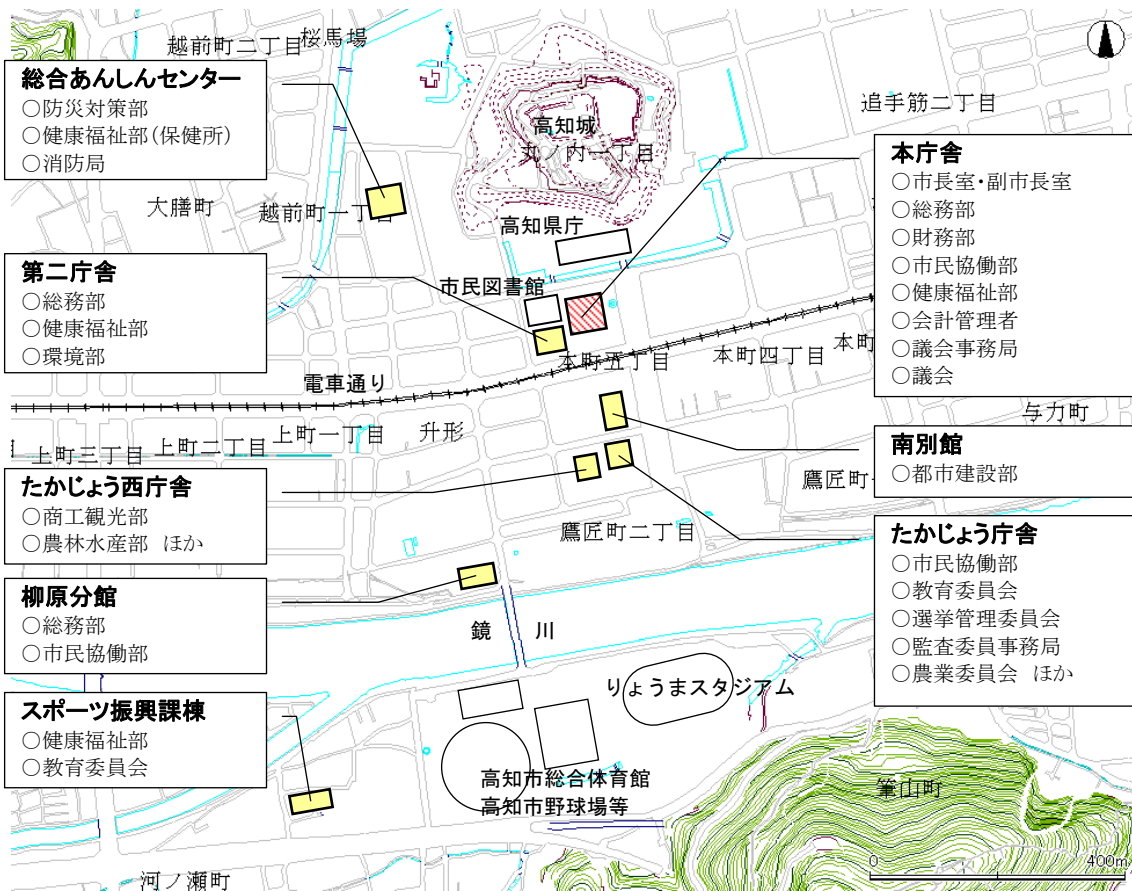 越前町二丁目
桜馬場
総合あんしんセンター
○防災対策部
○健康福祉部(保健所)
○消防局
追手筋二丁目
高知城
丸ノ内一丁目
本庁舎
○市長室・副市長室
○総務部
○財務部
○市民協働部
○健康福祉部
○会計管理者
○議会事務局
○議会
大膳町
越前町一丁目
高知県庁
第二庁舎
○総務部
○健康福祉部
○環境部
市民図書館
本町五丁目
本町四丁目
本町
電車通り
与力町
上町三丁目
上町二丁目
上町一丁目
升形
南別館
○都市建設部
たかじょう西庁舎
○商工観光部
○農林水産部 ほか
鷹匠町
鷹匠町二丁目
たかじょう庁舎
○市民協働部
○教育委員会
○選挙管理委員会
○監査委員事務局
○農業委員会 ほか
柳原分館
○総務部
○市民協働部
鏡 川
りょうまスタジアム
スポーツ振興課棟
○健康福祉部
○教育委員会
高知市総合体育館
高知市野球場等
筆山町
河ノ瀬町
0 400m